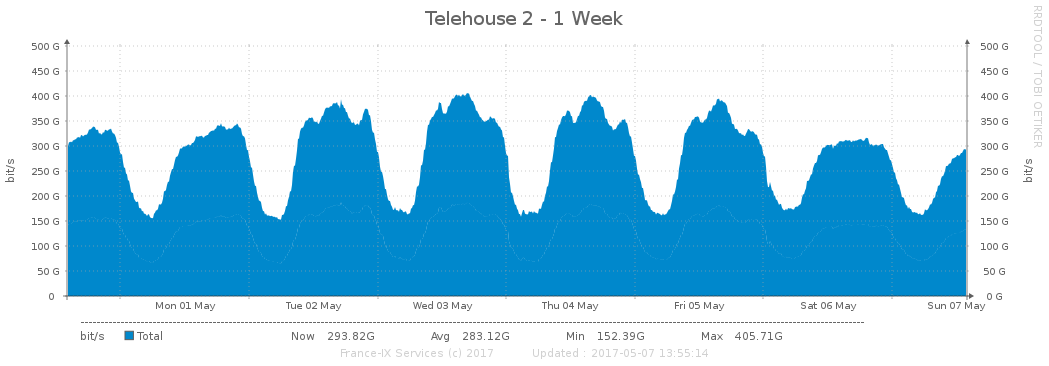 Telehouse 2 - 1 Week
RRDTOOL / TOBI OETIKER
500 G 500 G
450 G 450 G
400 G 400 G
350 G 350 G
300 G 300 G
250 G 250 G
200 G 200 G
150 G 150 G
100 G 100 G
50 G 50 G
0 0 G
bit/s bit/s
Mon 01 May Tue 02 May Wed 03 May Thu 04 May Fri 05 May Sat 06 May Sun 07 May
bit/s Total Now 293.82G Avg 283.12G Min 152.39G Max 405.71G
France-IX Services (c) 2017 Updated : 2017-05-07 13:55:14